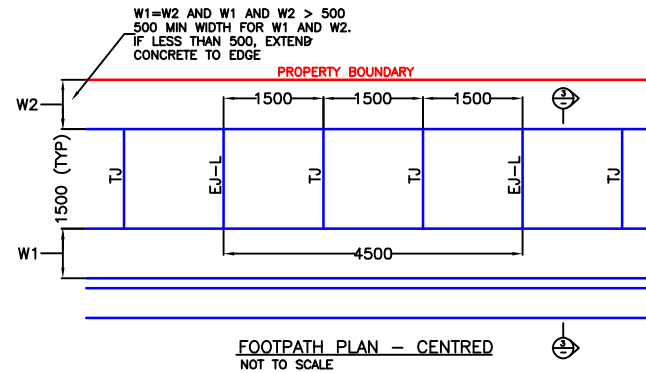 W1=W2 AND W1 AND W2 > 500
500 MIN WIDTH FOR W1 AND W2.
IF LESS THAN 500, EXTEND
CONCRETE TO EDGE
PROPERTY BOUNDARY
W2
1500 1500 1500
3
–
1500 (TYP)
TJ EJ-L TJ TJ EJ-L TJ
W1
4500
FOOTPATH PLAN – CENTRED
NOT TO SCALE
3
–